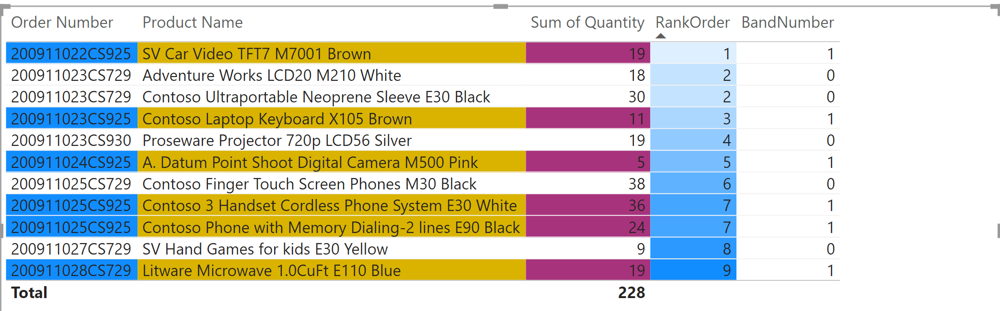 Order Number Product Name Sum of Quantity RankOrder BandNumber
200911022CS925 SV Car Video TFT7 M7001 Brown 19 1 1
200911023CS729 Adventure Works LCD20 M210 White 18 2 0
200911023CS729 Contoso Ultraportable Neoprene Sleeve E30 Black 30 2 0
200911023CS925 Contoso Laptop Keyboard X105 Brown 11 3 1
200911023CS930 Proseware Projector 720p LCD56 Silver 19 4 0
200911024CS925 A. Datum Point Shoot Digital Camera M500 Pink 5 5 1
200911025CS729 Contoso Finger Touch Screen Phones M30 Black 38 6 0
200911025CS925 Contoso 3 Handset Cordless Phone System E30 White 36 7 1
200911025CS925 Contoso Phone with Memory Dialing-2 lines E90 Black 24 7 1
200911027CS729 SV Hand Games for kids E30 Yellow 9 8 0
200911028CS729 Litware Microwave 1.0CuFt E110 Blue 19 9 1
Total 228